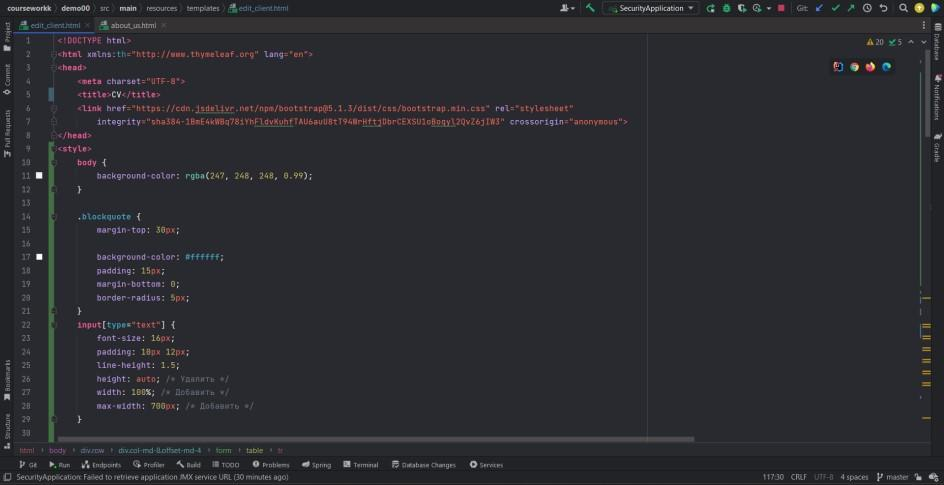 courseworkk › demo00 › src › main › resources › templates › edit_client.html
SecurityApplication
Git:
edit_client.html
about_us.html
Project
Commit
Pull Requests
Bookmarks
Structure
Database
Notifications
Gradle
20 5
1 <!DOCTYPE html>
2 <html xmlns:th="http://www.thymeleaf.org" lang="en">
3 <head>
4 <meta charset="UTF-8">
5 <title>CV</title>
6 <link href="https://cdn.jsdelivr.net/npm/bootstrap@5.1.3/dist/css/bootstrap.min.css" rel="stylesheet"
7 integrity="sha384-1BmE4kWBq78iYhFldvKuhfTAU6auU8tT94WrHftjDbrCEXSU1oBoqyl2QvZ6jIW3" crossorigin="anonymous">
8 </head>
9 <style>
10 body {
11 background-color: rgba(247, 248, 248, 0.99);
12 }
13
14 .blockquote {
15 margin-top: 30px;
16
17 background-color: #ffffff;
18 padding: 15px;
19 margin-bottom: 0;
20 border-radius: 5px;
21 }
22 input[type="text"] {
23 font-size: 16px;
24 padding: 10px 12px;
25 line-height: 1.5;
26 height: auto; /* Удалить */
27 width: 100%; /* Добавить */
28 max-width: 700px; /* Добавить */
29 }
30
html › body › div.row › div.col-md-8.offset-md-4 › form › table › tr
Git Run Endpoints Profiler Build TODO Problems Spring Terminal Database Changes Services
SecurityApplication: Failed to retrieve application JMX service URL (30 minutes ago)
117:30 CRLF UTF-8 4 spaces master